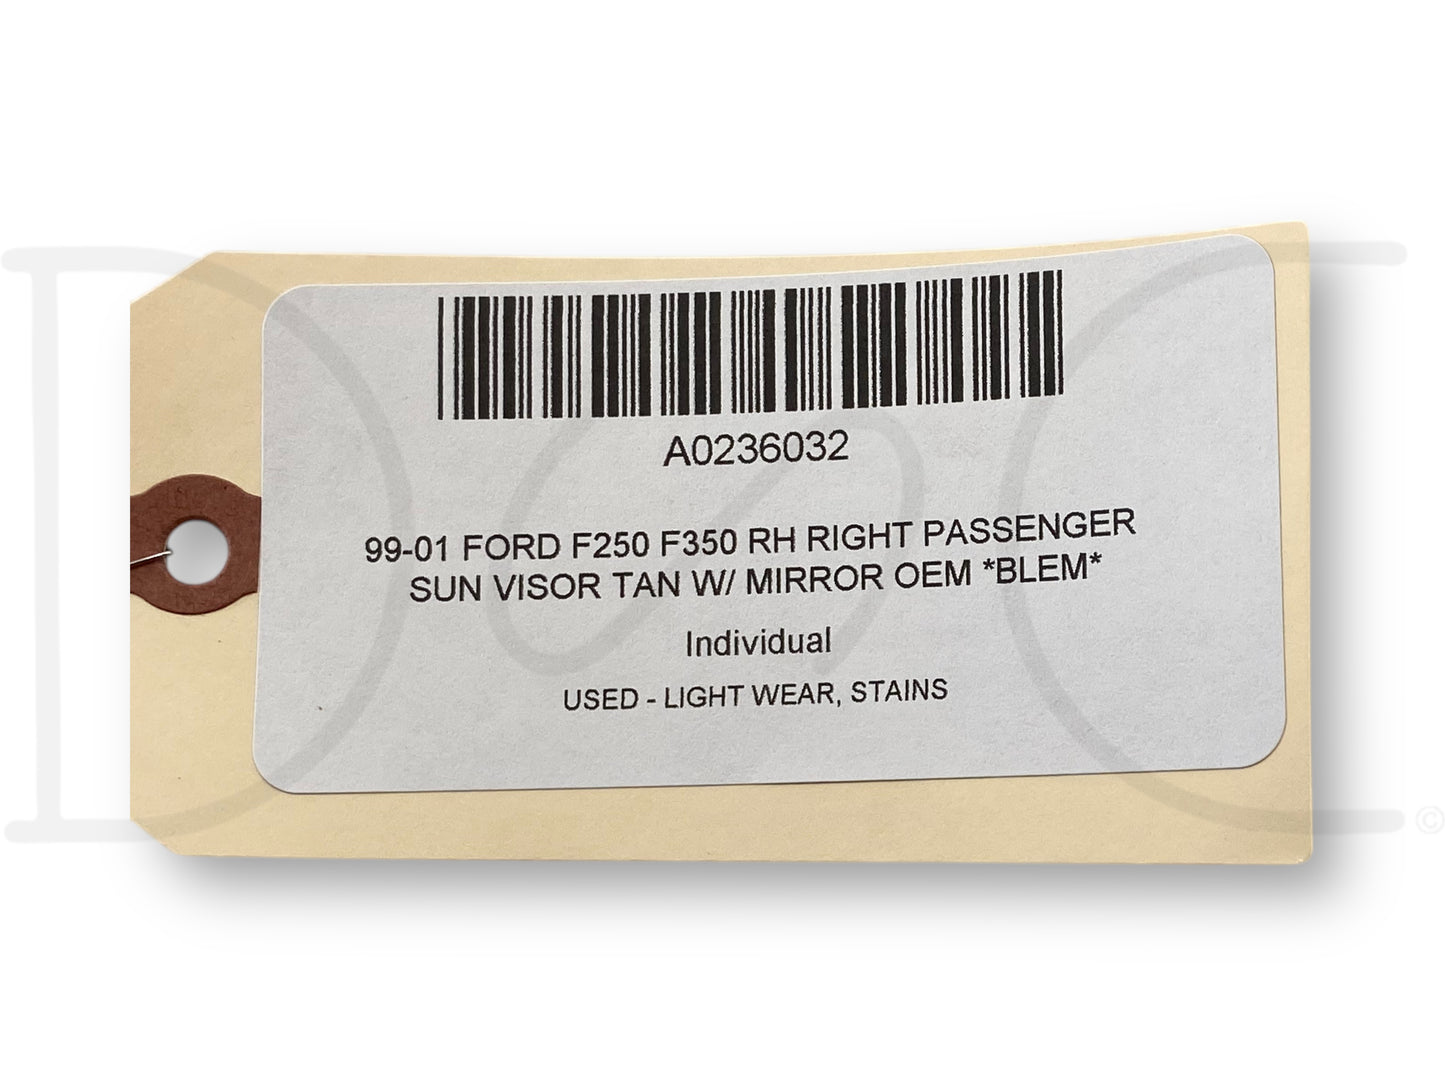 A0236032
99-01 FORD F250 F350 RH RIGHT PASSENGER
SUN VISOR TAN W/ MIRROR OEM *BLEM*
Individual
USED - LIGHT WEAR, STAINS
DC
©